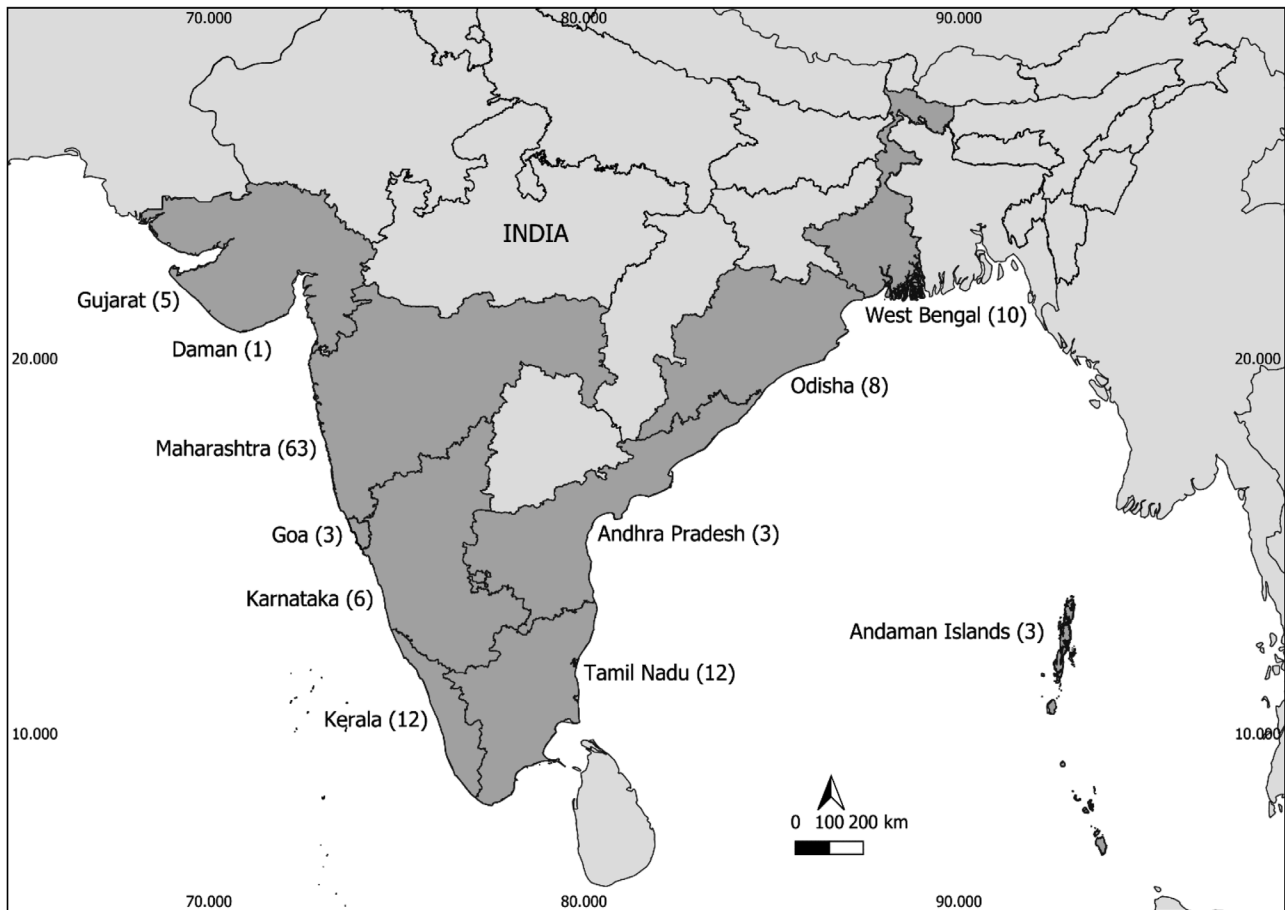 70.000
80.000
90.000
INDIA
Gujarat (5)
West Bengal (10)
Daman (1)
20.000
20.000
Odisha (8)
Maharashtra (63)
Goa (3)
Andhra Pradesh (3)
Karnataka (6)
Andaman Islands (3)
Tamil Nadu (12)
Kerala (12)
10.000
10.000
0 100 200 km
70.000
80.000
90.000